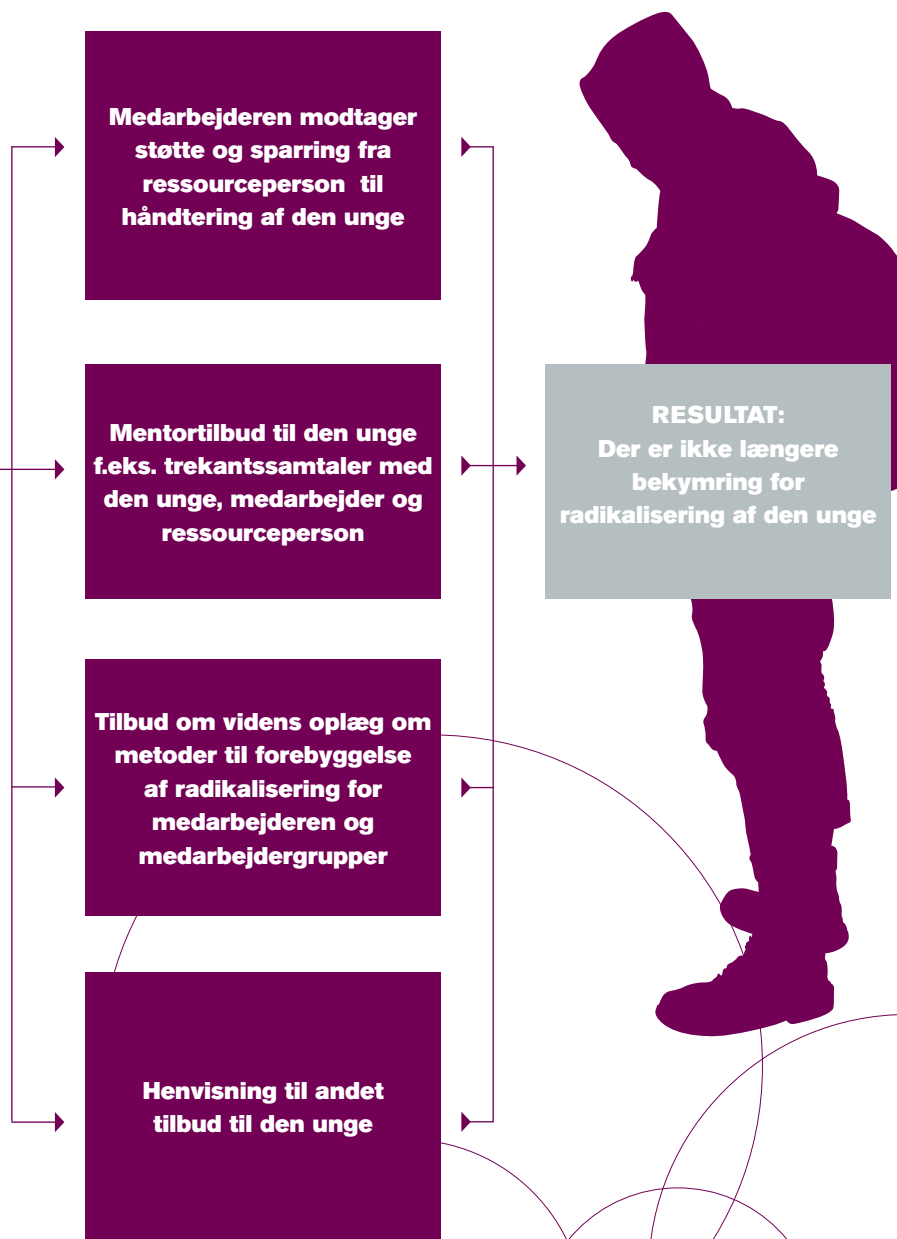 Medarbejderen modtager
støtte og sparring fra
ressourceperson til
håndtering af den unge
Mentortilbud til den unge
f.eks. trekantssamtaler med
den unge, medarbejder og
ressourceperson
RESULTAT:
Der er ikke længere
bekymring for
radikalisering af den unge
Tilbud om videns oplæg om
metoder til forebyggelse
af radikalisering for
medarbejderen og
medarbejdergrupper
Henvisning til andet
tilbud til den unge